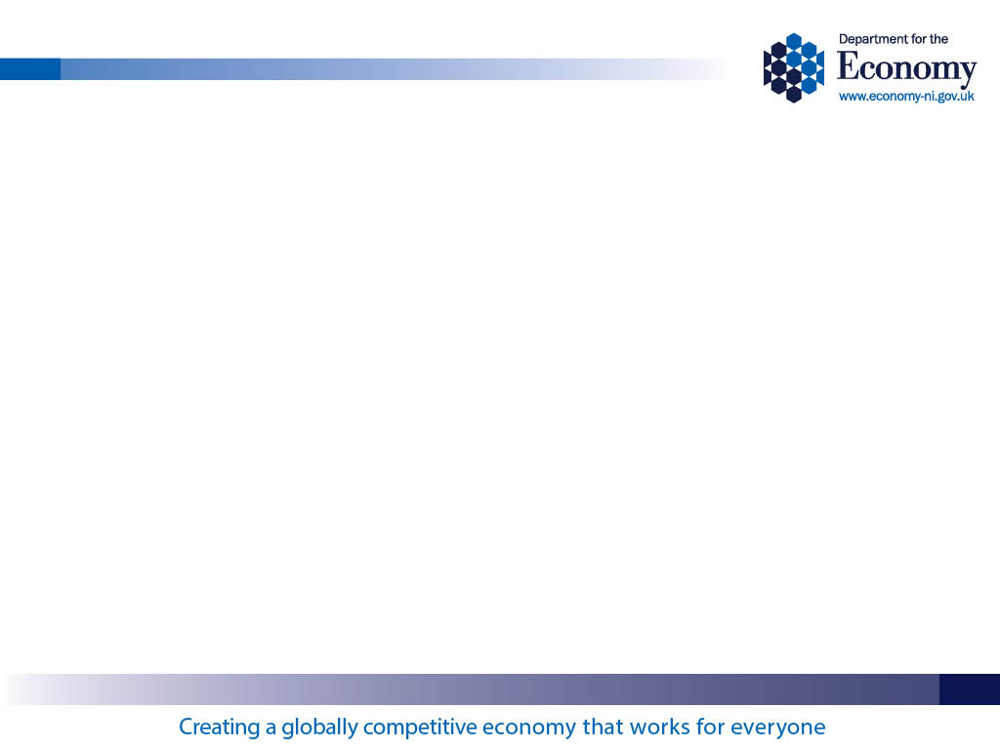 Department for the
Economy
www.economy-ni.gov.uk
Creating a globally competitive economy that works for everyone